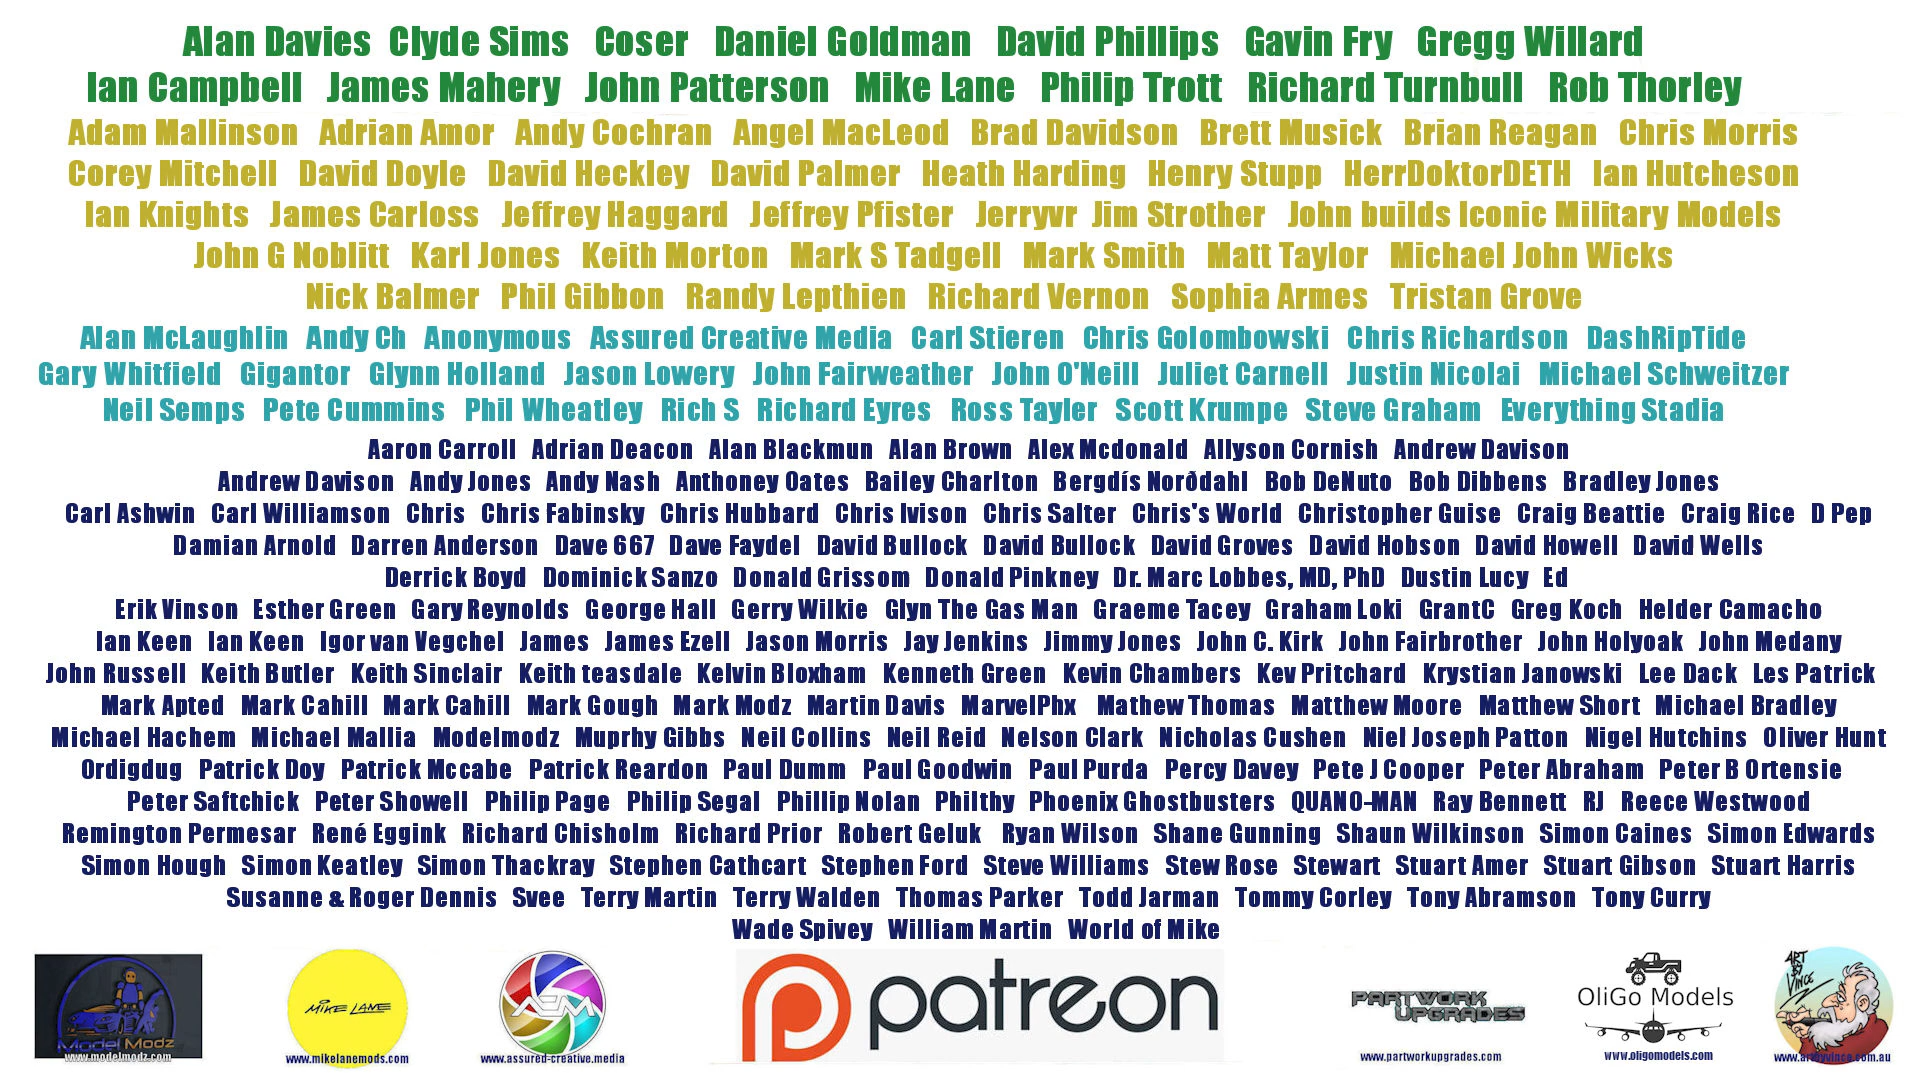 Alan Davies Clyde Sims Coser Daniel Goldman David Phillips Gavin Fry Gregg Willard
Ian Campbell James Mahery John Patterson Mike Lane Philip Trott Richard Turnbull Rob Thorley
Adam Mallinson Adrian Amor Andy Cochran Angel MacLeod Brad Davidson Brett Musick Brian Reagan Chris Morris
Corey Mitchell David Doyle David Heckley David Palmer Heath Harding Henry Stupp HerrDoktorDETH Ian Hutcheson
Ian Knights James Carloss Jeffrey Haggard Jeffrey Pfister Jerryvr Jim Strother John builds Iconic Military Models
John G Noblitt Karl Jones Keith Morton Mark S Tadgell Mark Smith Matt Taylor Michael John Wicks
Nick Balmer Phil Gibbon Randy Lepthien Richard Vernon Sophia Armes Tristan Grove
Alan McLaughlin Andy Ch Anonymous Assured Creative Media Carl Stieren Chris Golombowski Chris Richardson DashRipTide
Gary Whitfield Gigantor Glynn Holland Jason Lowery John Fairweather John O'Neill Juliet Carnell Justin Nicolai Michael Schweitzer
Neil Semps Pete Cummins Phil Wheatley Rich S Richard Eyres Ross Tayler Scott Krumpe Steve Graham Everything Stadia
Aaron Carroll Adrian Deacon Alan Blackmun Alan Brown Alex Mcdonald Allyson Cornish Andrew Davison
Andrew Davison Andy Jones Andy Nash Anthoney Oates Bailey Charlton Bergdís Norðdahl Bob DeNuto Bob Dibbens Bradley Jones
Carl Ashwin Carl Williamson Chris Chris Fabinsky Chris Hubbard Chris Ivison Chris Salter Chris's World Christopher Guise Craig Beattie Craig Rice D Pep
Damian Arnold Darren Anderson Dave 667 Dave Faydel David Bullock David Bullock David Groves David Hobson David Howell David Wells
Derrick Boyd Dominick Sanzo Donald Grissom Donald Pinkney Dr. Marc Lobbes, MD, PhD Dustin Lucy Ed
Erik Vinson Esther Green Gary Reynolds George Hall Gerry Wilkie Glyn The Gas Man Graeme Tacey Graham Loki GrantC Greg Koch Helder Camacho
Ian Keen Ian Keen Igor van Vegchel James James Ezell Jason Morris Jay Jenkins Jimmy Jones John C. Kirk John Fairbrother John Holyoak John Medany
John Russell Keith Butler Keith Sinclair Keith teasdale Kelvin Bloxham Kenneth Green Kevin Chambers Kev Pritchard Krystian Janowski Lee Dack Les Patrick
Mark Apted Mark Cahill Mark Cahill Mark Gough Mark Modz Martin Davis MarvelPhx Mathew Thomas Matthew Moore Matthew Short Michael Bradley
Michael Hachem Michael Mallia Modelmodz Muprhy Gibbs Neil Collins Neil Reid Nelson Clark Nicholas Cushen Niel Joseph Patton Nigel Hutchins Oliver Hunt
Ordigdug Patrick Doy Patrick Mccabe Patrick Reardon Paul Dumm Paul Goodwin Paul Purda Percy Davey Pete J Cooper Peter Abraham Peter B Ortensie
Peter Saftchick Peter Showell Philip Page Philip Segal Phillip Nolan Philthy Phoenix Ghostbusters QUANO-MAN Ray Bennett RJ Reece Westwood
Remington Permesar René Eggink Richard Chisholm Richard Prior Robert Geluk Ryan Wilson Shane Gunning Shaun Wilkinson Simon Caines Simon Edwards
Simon Hough Simon Keatley Simon Thackray Stephen Cathcart Stephen Ford Steve Williams Stew Rose Stewart Stuart Amer Stuart Gibson Stuart Harris
Susanne & Roger Dennis Svee Terry Martin Terry Walden Thomas Parker Todd Jarman Tommy Corley Tony Abramson Tony Curry
Wade Spivey William Martin World of Mike
Model Modz
www.modelmodz.com
MIKE LANE
www.mikelanemods.com
ACM
www.assured-creative.media
patreon
PARTWORK
UPGRADES
www.partworkupgrades.com
OliGo Models
www.oligomodels.com
ART
BY
VINCE
www.artbyvince.com.au